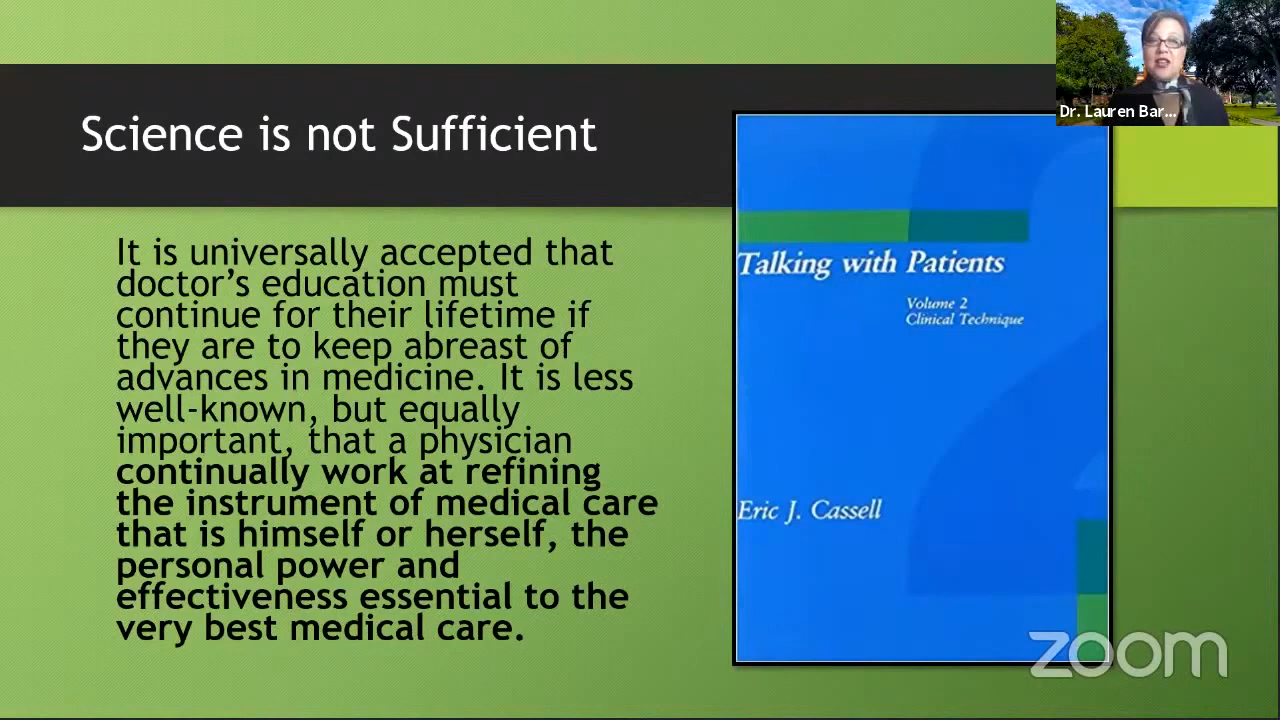 Dr. Lauren Bar...
Science is not Sufficient
It is universally accepted that
doctor’s education must
continue for their lifetime if
they are to keep abreast of
advances in medicine. It is less
well-known, but equally
important, that a physician
continually work at refining
the instrument of medical care
that is himself or herself, the
personal power and
effectiveness essential to the
very best medical care.
Talking with Patients
Volume 2
Clinical Technique
Eric J. Cassell
zoom